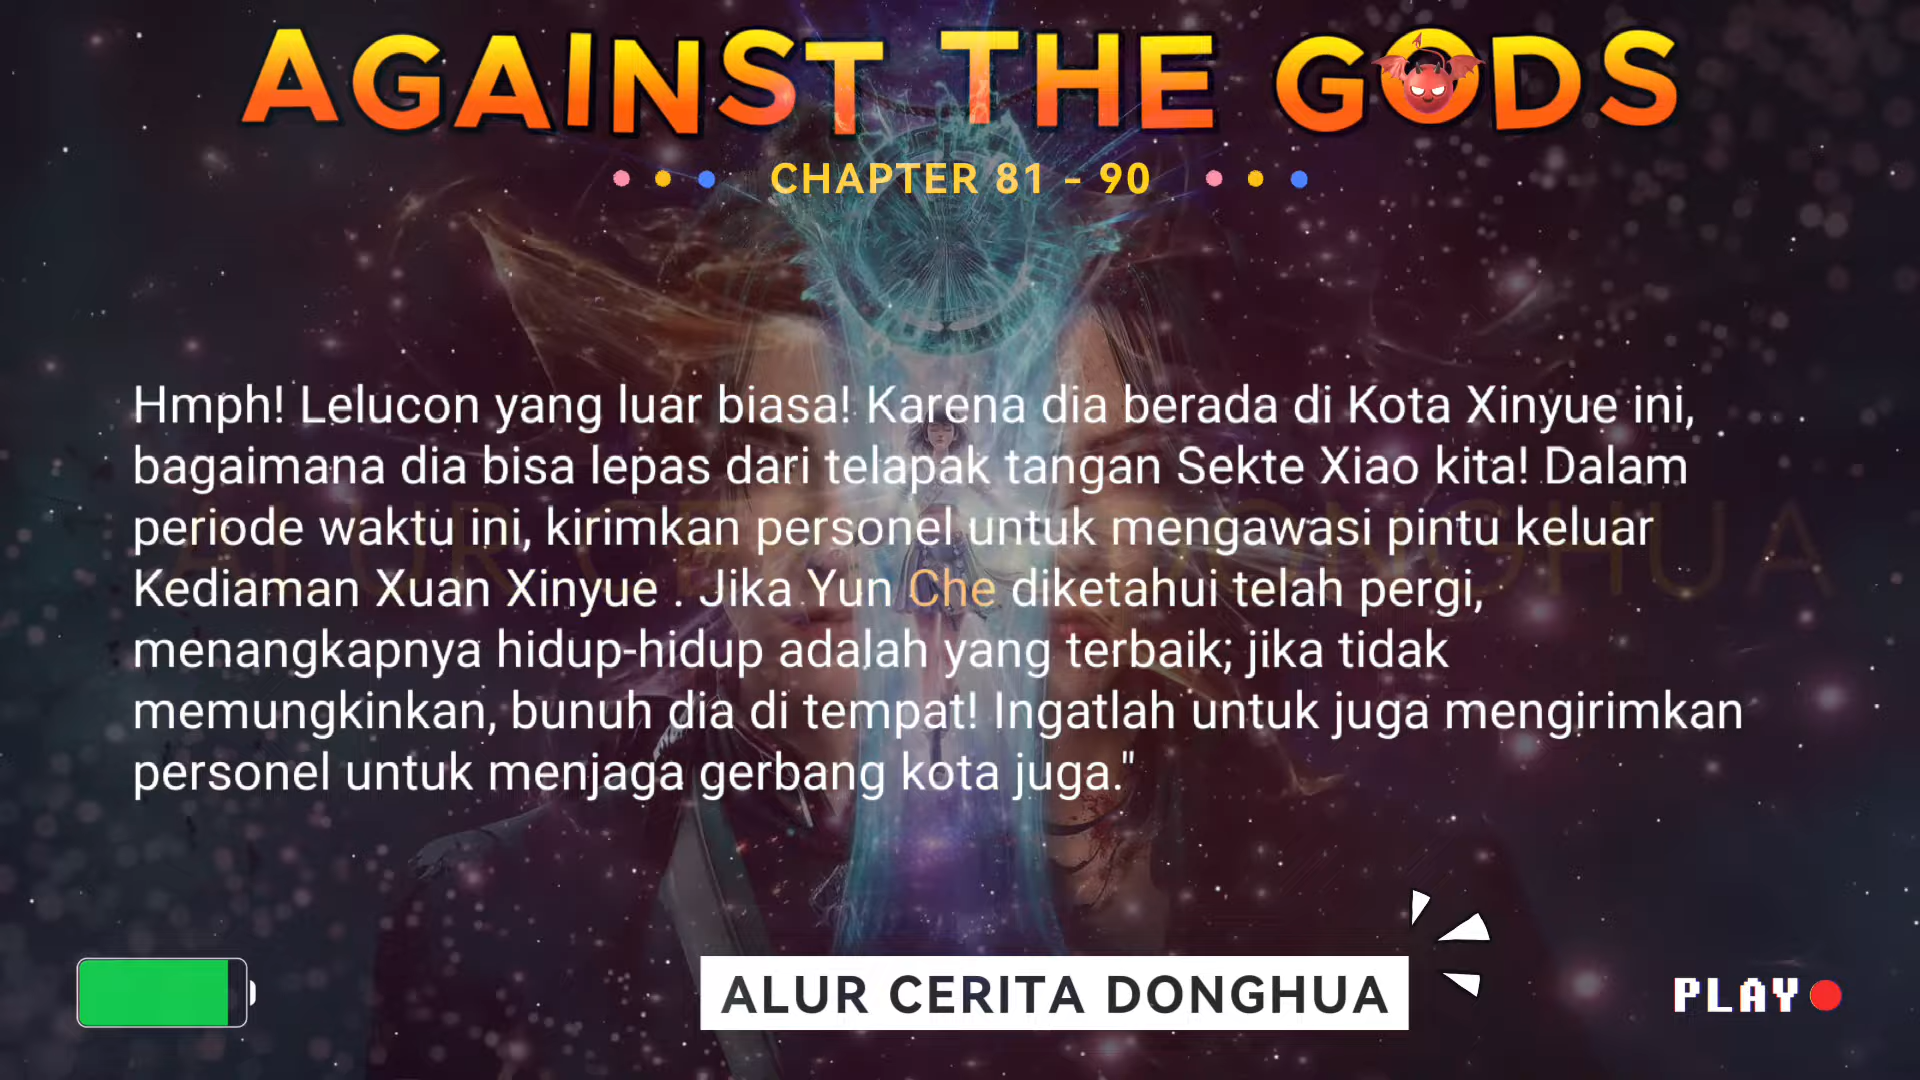 AGAINST THE GODS
CHAPTER 81 - 90
Hmph! Lelucon yang luar biasa! Karena dia berada di Kota Xinyue ini,
bagaimana dia bisa lepas dari telapak tangan Sekte Xiao kita! Dalam
periode waktu ini, kirimkan personel untuk mengawasi pintu keluar
Kediaman Xuan Xinyue . Jika Yun Che diketahui telah pergi,
menangkapnya hidup-hidup adalah yang terbaik; jika tidak
memungkinkan, bunuh dia di tempat! Ingatlah untuk juga mengirimkan
personel untuk menjaga gerbang kota juga."
ALUR CERITA DONGHUA
PLAY